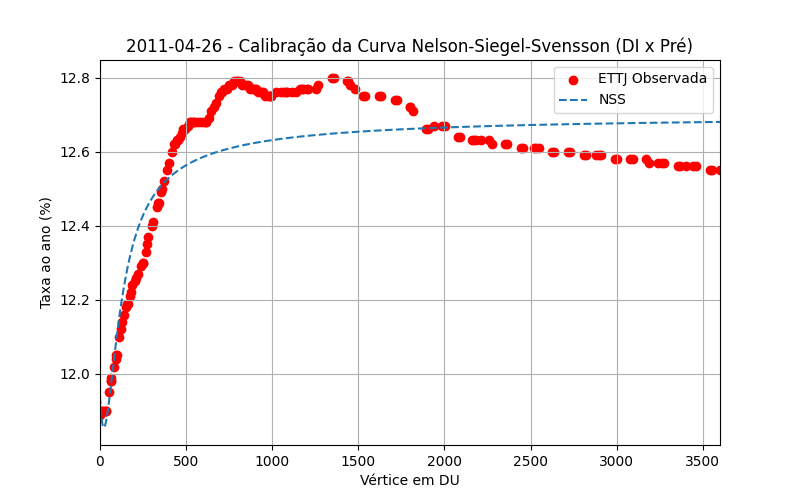 2011-04-26 - Calibração da Curva Nelson-Siegel-Svensson (DI x Pré)
ETTJ Observada
NSS
Taxa ao ano (%)
12.8
12.6
12.4
12.2
12.0
0 500 1000 1500 2000 2500 3000 3500
Vértice em DU